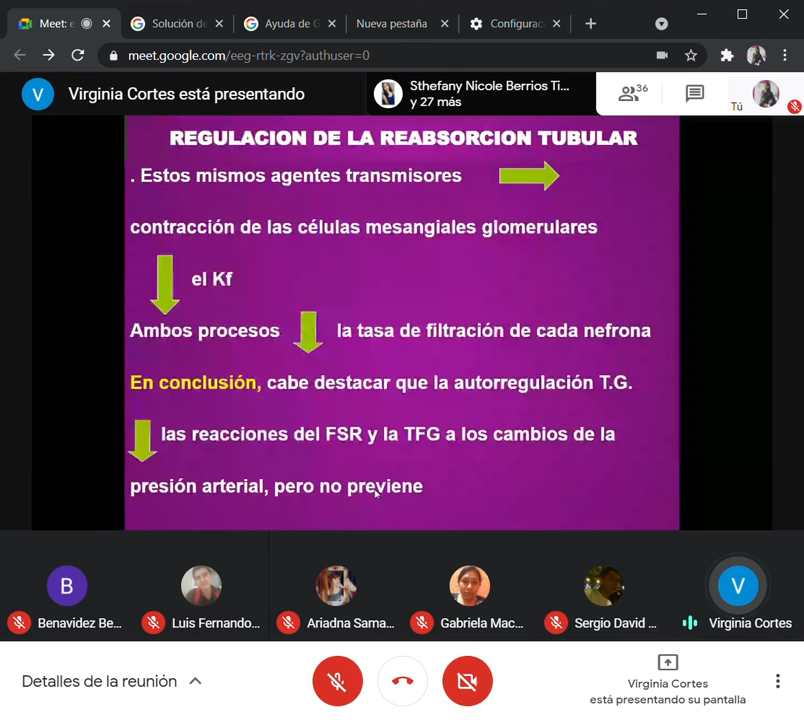 Meet: e
Solución de
Ayuda de G
Nueva pestaña
Configurac
meet.google.com/eeg-rtrk-zgv?authuser=0
V
Virginia Cortes está presentando
Sthefany Nicole Berrios Ti...
y 27 más
36
Tú
REGULACION DE LA REABSORCION TUBULAR
. Estos mismos agentes transmisores
contracción de las células mesangiales glomerulares
el Kf
Ambos procesos la tasa de filtración de cada nefrona
En conclusión, cabe destacar que la autorregulación T.G.
las reacciones del FSR y la TFG a los cambios de la
presión arterial, pero no previene
B
V
Benavidez Be...
Luis Fernando...
Ariadna Sama...
Gabriela Mac...
Sergio David ...
Virginia Cortes
Detalles de la reunión
Virginia Cortes
está presentando su pantalla